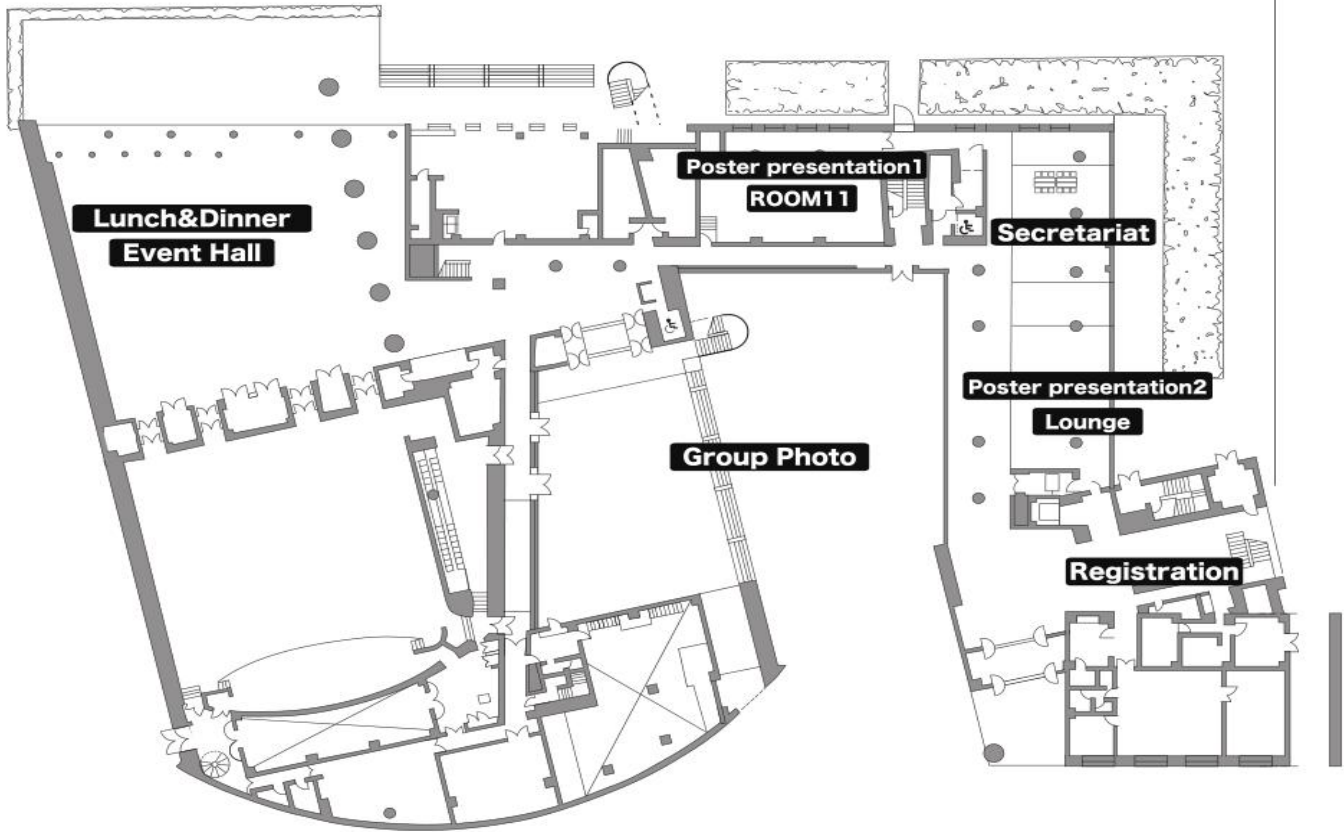 Poster presentation1
ROOM11
Lunch&Dinner
Event Hall
Secretariat
Poster presentation2
Lounge
Group Photo
Registration